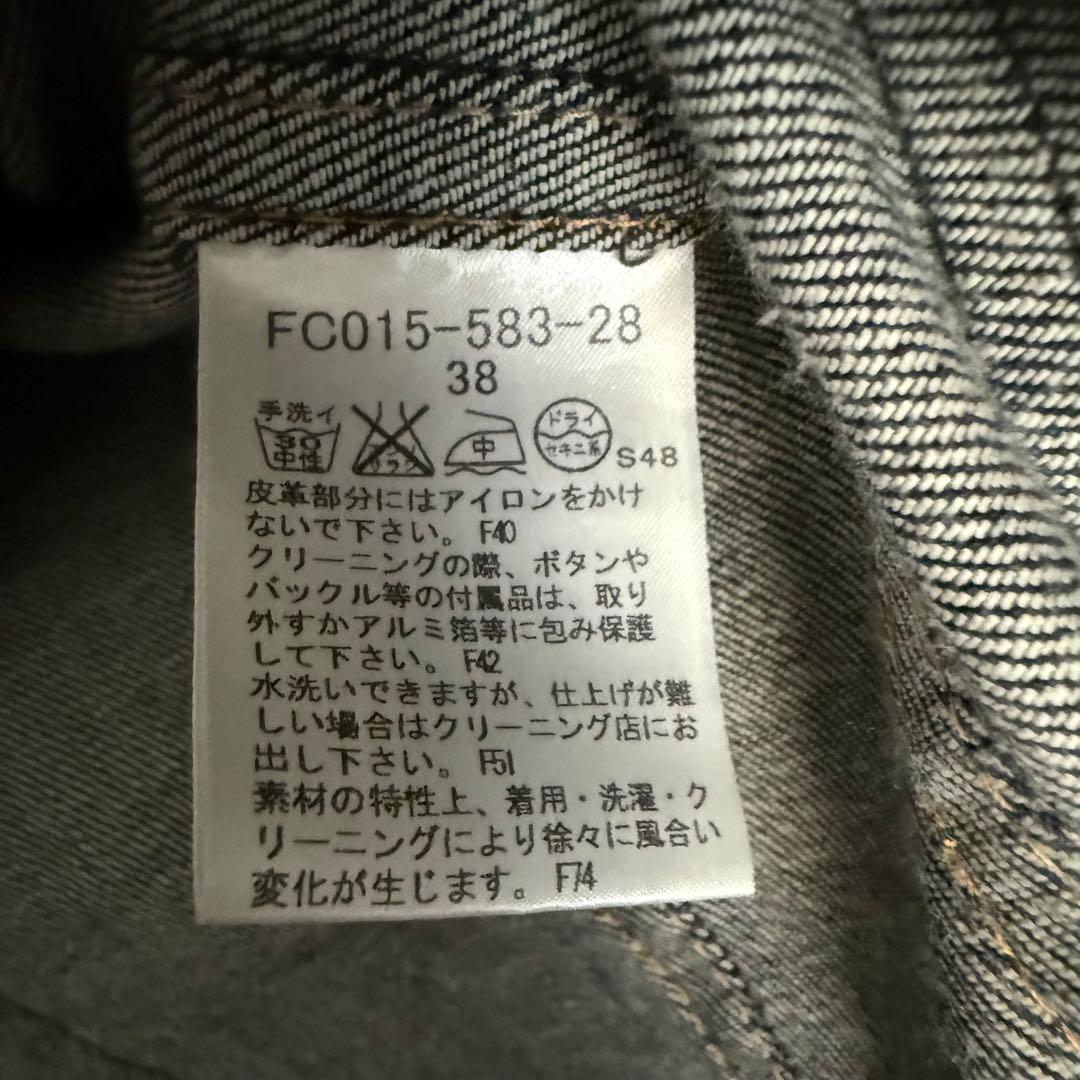 FC015-583-28
38
手洗イ
30
中性
サラシ
中
ドライ
セキユ系
S48
皮革部分にはアイロンをかけ
ないで下さい。F40
クリーニングの際、ボタンや
バックル等の付属品は、取り
外すかアルミ箔等に包み保護
して下さい。F42
水洗いできますが、仕上げが難
しい場合はクリーニング店にお
出し下さい。F51
素材の特性上、着用・洗濯・ク
リーニングにより徐々に風合い
変化が生じます。F74